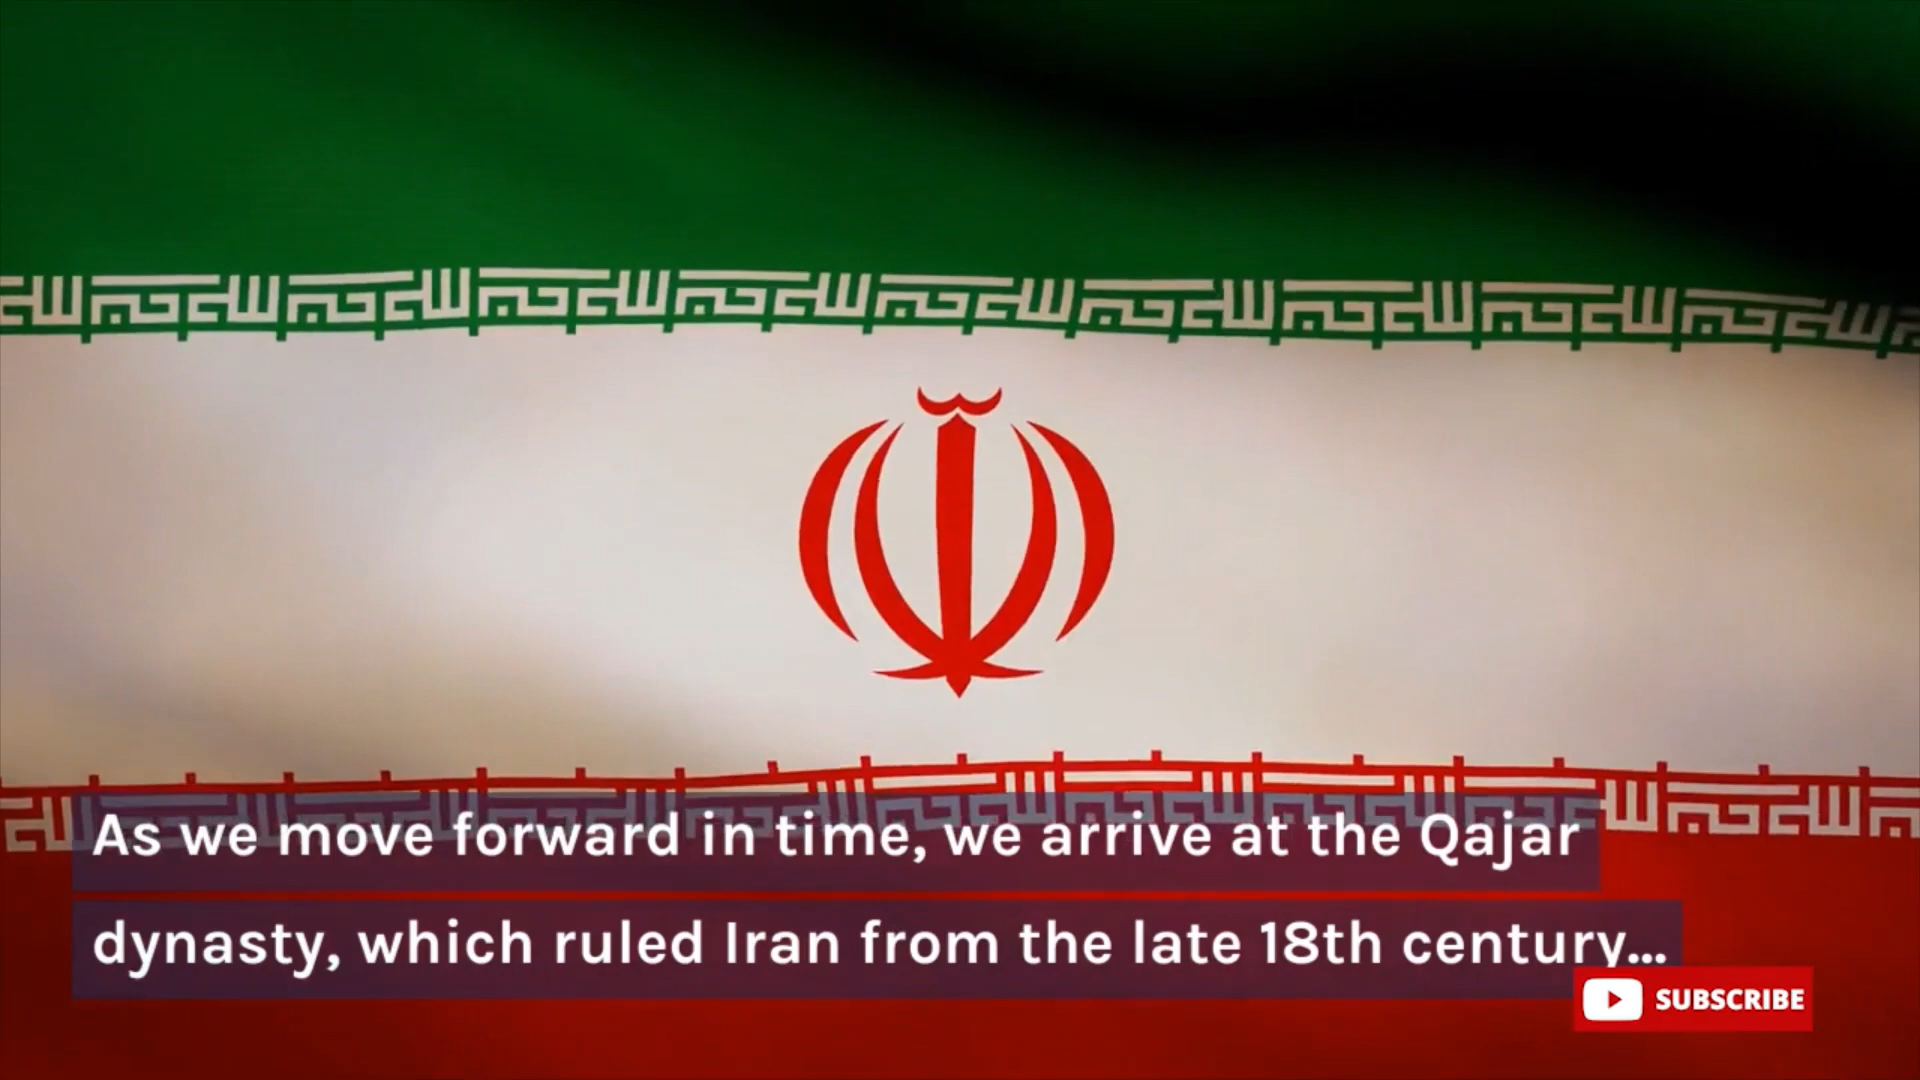 As we move forward in time, we arrive at the Qajar
dynasty, which ruled Iran from the late 18th century...
SUBSCRIBE